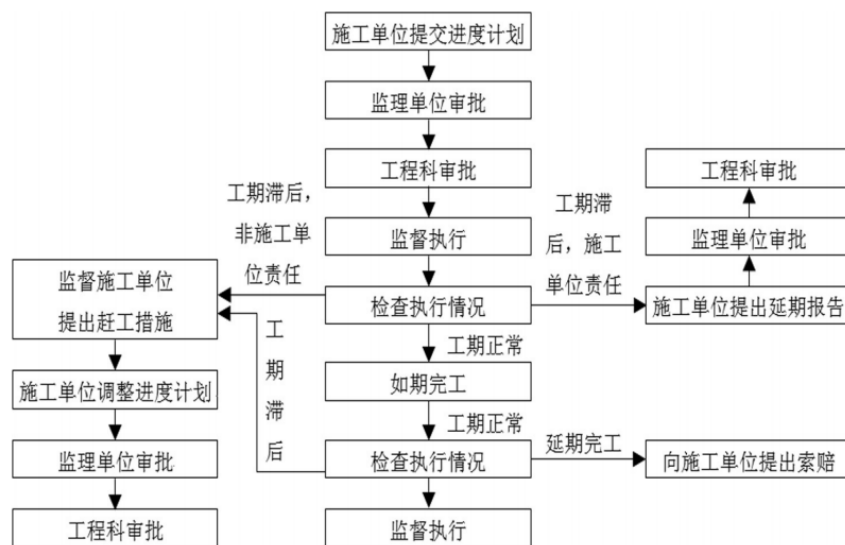 施工单位提交进度计划
监理单位审批
工程科审批
监督执行
检查执行情况
工期滞后，
非施工单
位责任
监督施工单位
提出赶工措施
施工单位调整进度计划
监理单位审批
工程科审批
工期滞
后，施工
单位责任
施工单位提出延期报告
监理单位审批
工程科审批
工期正常
如期完工
工期正常
检查执行情况
工
期
滞
后
延期完工
向施工单位提出索赔
监督执行